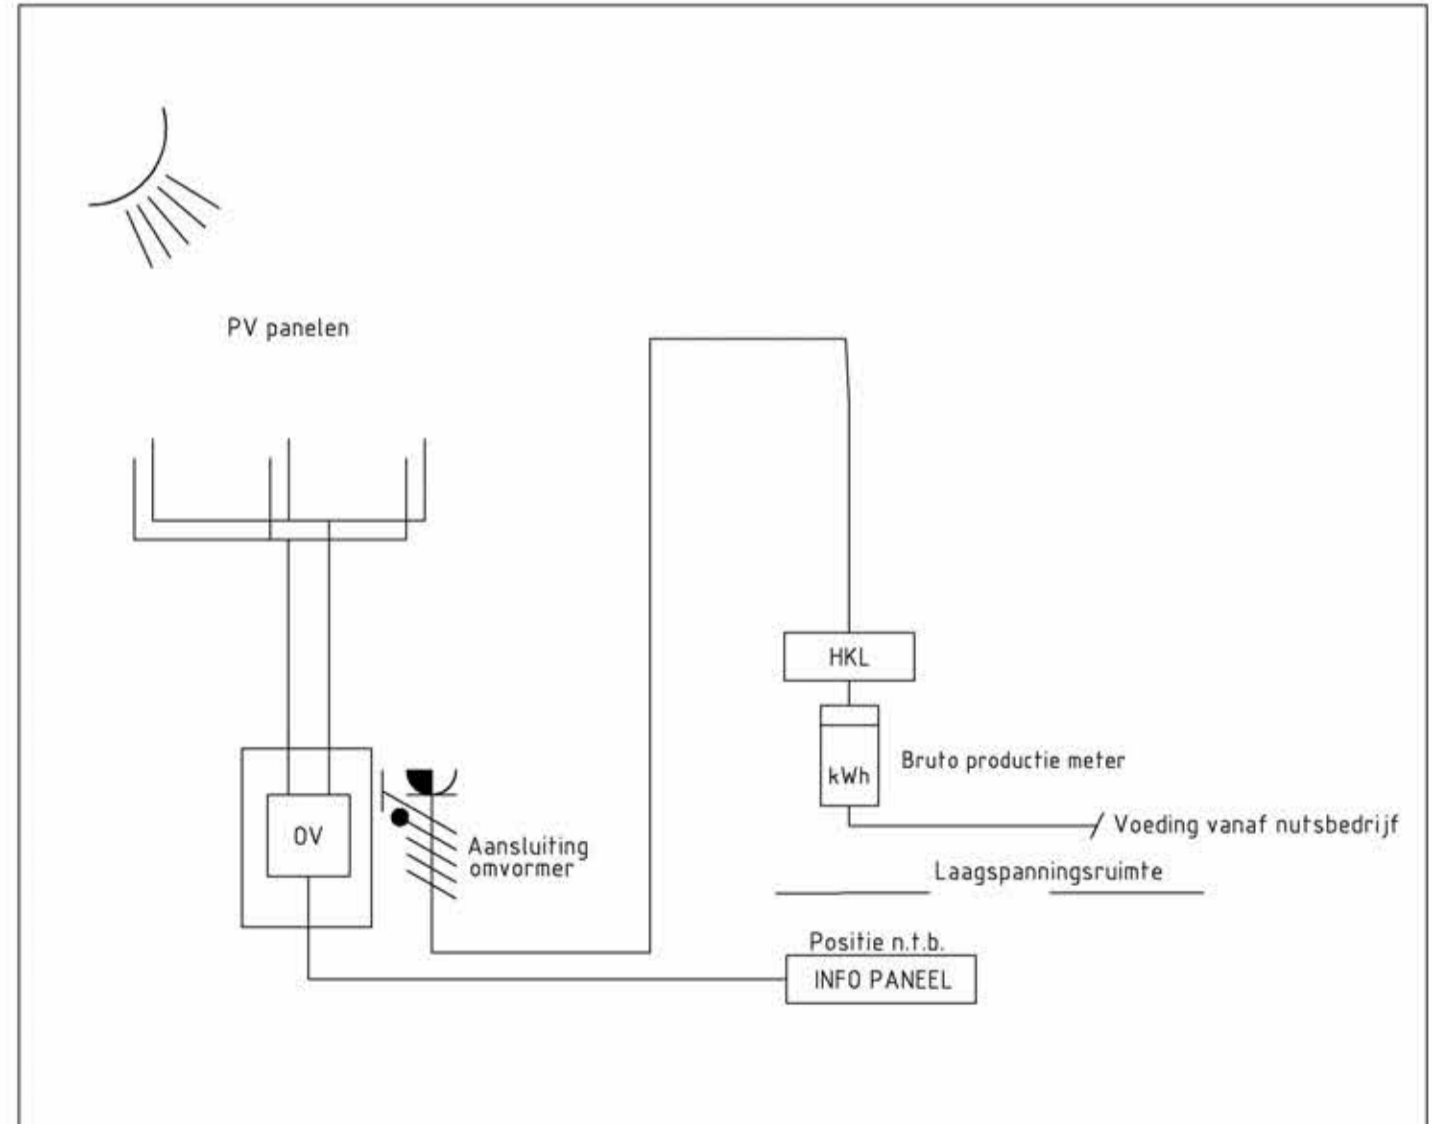 PV panelen
HKL
kWh
Bruto productie meter
OV
Aansluiting
omvormer
Voeding vanaf nutsbedrijf
Laagspanningsruimte
Positie n.t.b.
INFO PANEEL